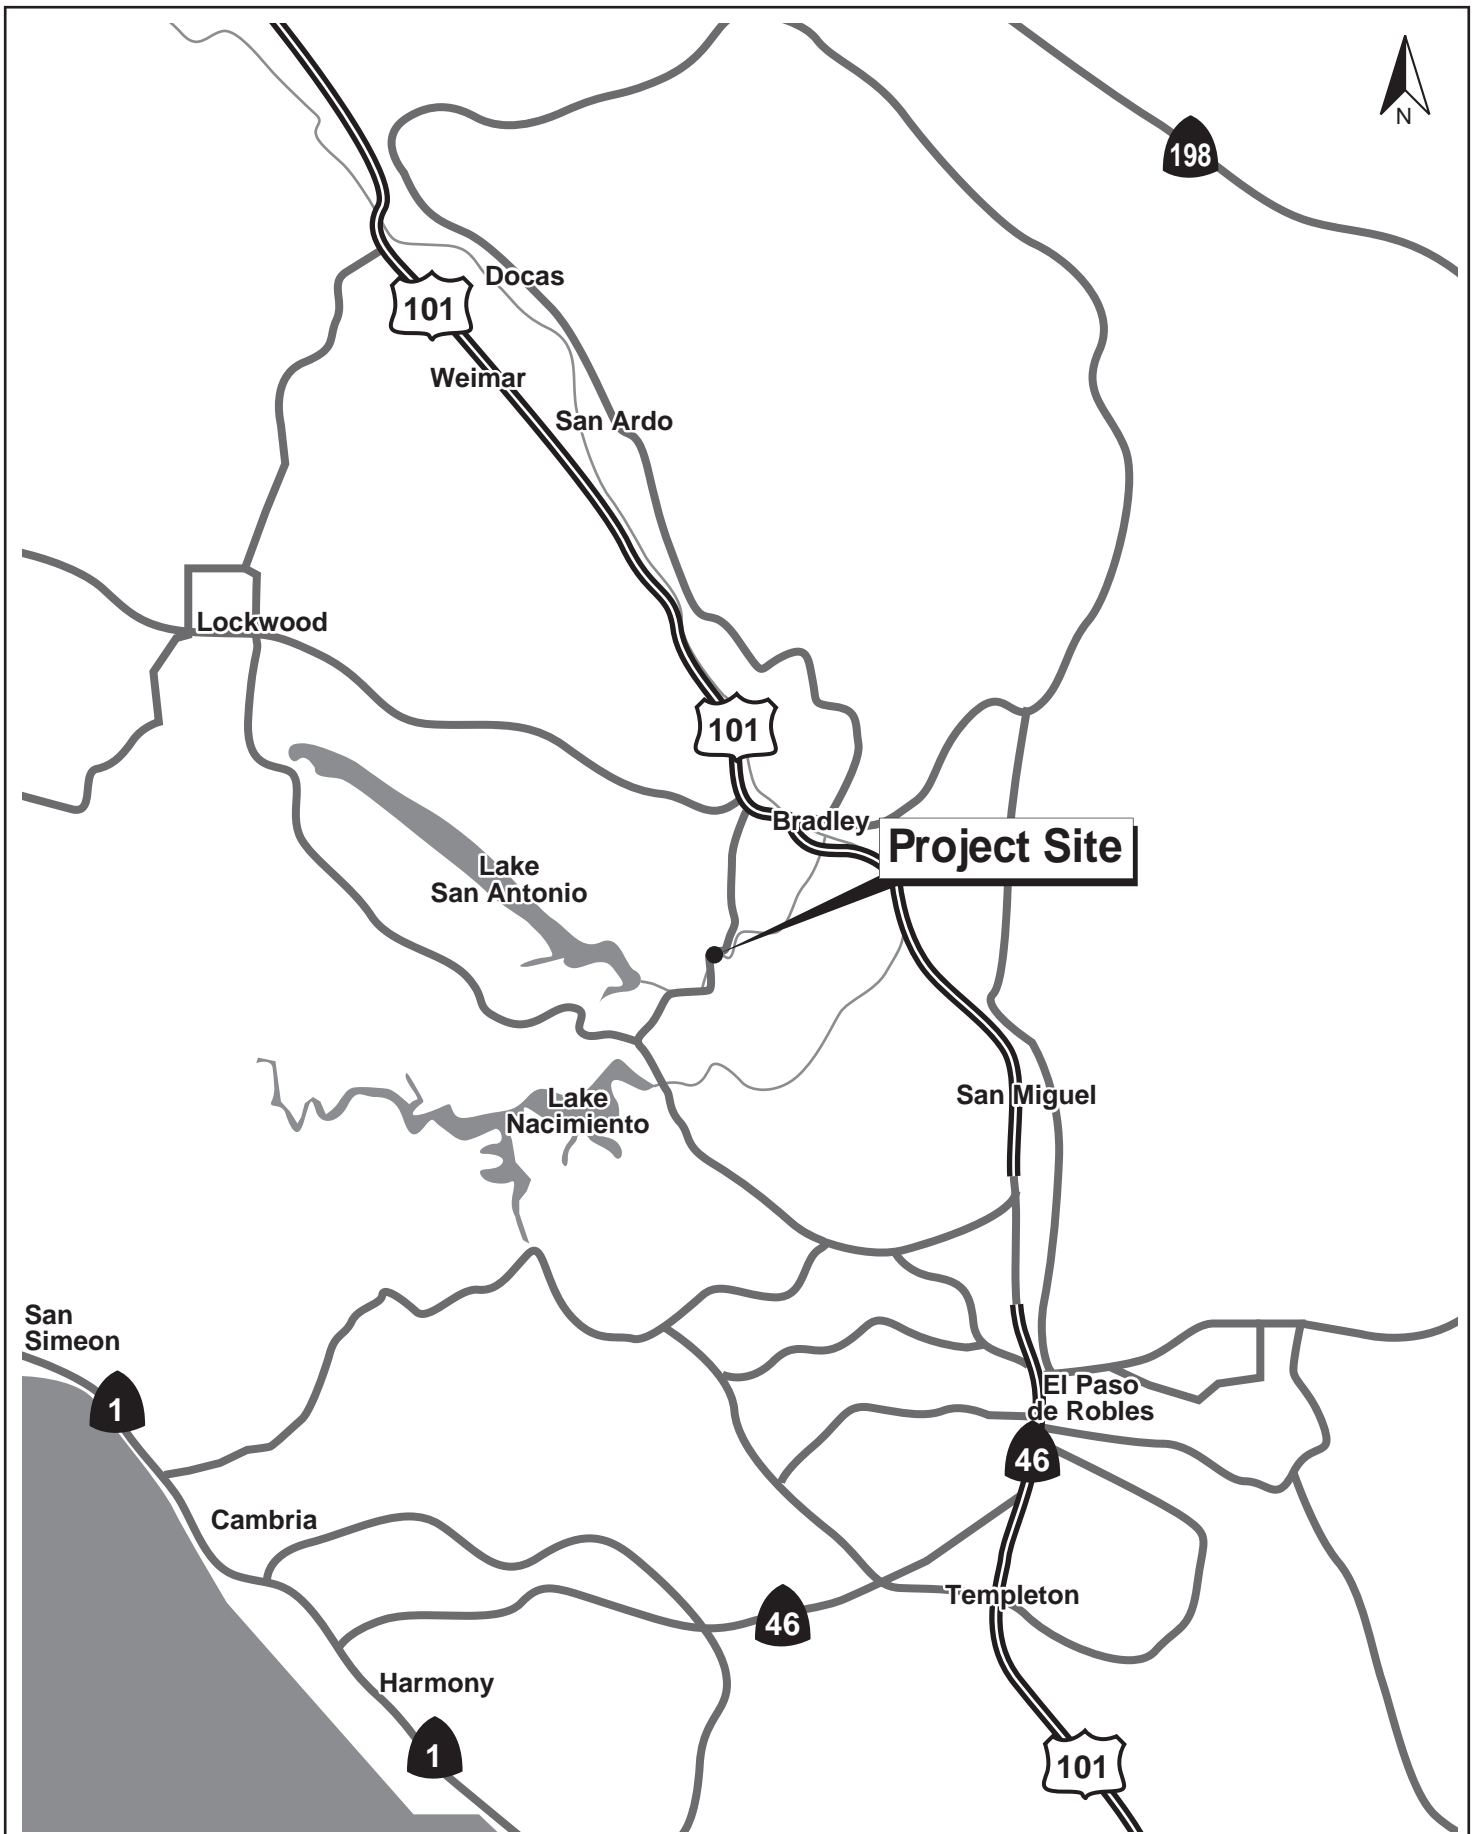 N
198
Docas
101
Weimar
San Ardo
Lockwood
101
Bradley
Project Site
Lake
San Antonio
San Miguel
Lake
Nacimiento
San
Simeon
1
El Paso
de Robles
46
Cambria
Templeton
46
Harmony
1
101